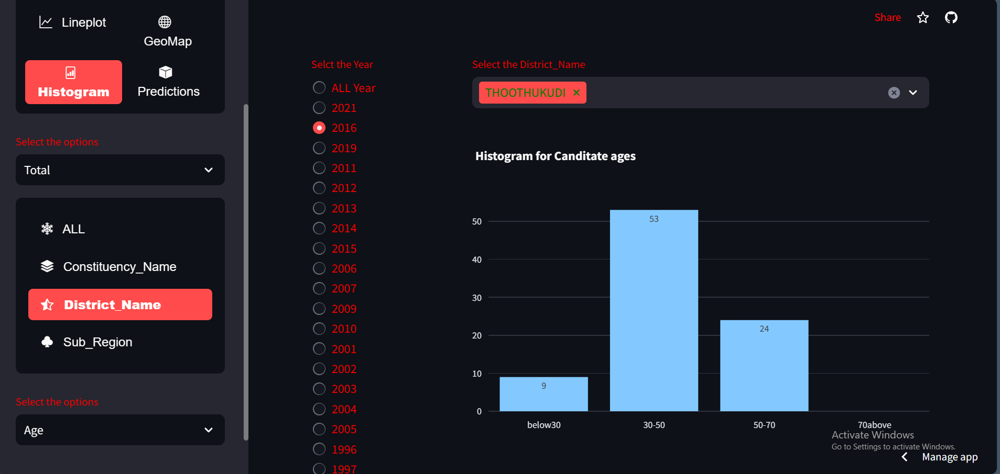 Lineplot
GeoMap
Histogram
Predictions
Select the options
Total
ALL
Constituency_Name
District_Name
Sub_Region
Select the options
Age
Share
Selct the Year
ALL Year
2021
2016
2019
2011
2012
2013
2014
2015
2006
2007
2009
2010
2001
2002
2003
2004
2005
1996
1997
Select the District_Name
THOOTHUKUDI
Histogram for Canditate ages
50
40
30
20
10
0
53
24
9
below30
30-50
50-70
70above
Activate Windows
Go to Settings to activate Windows.
Manage app